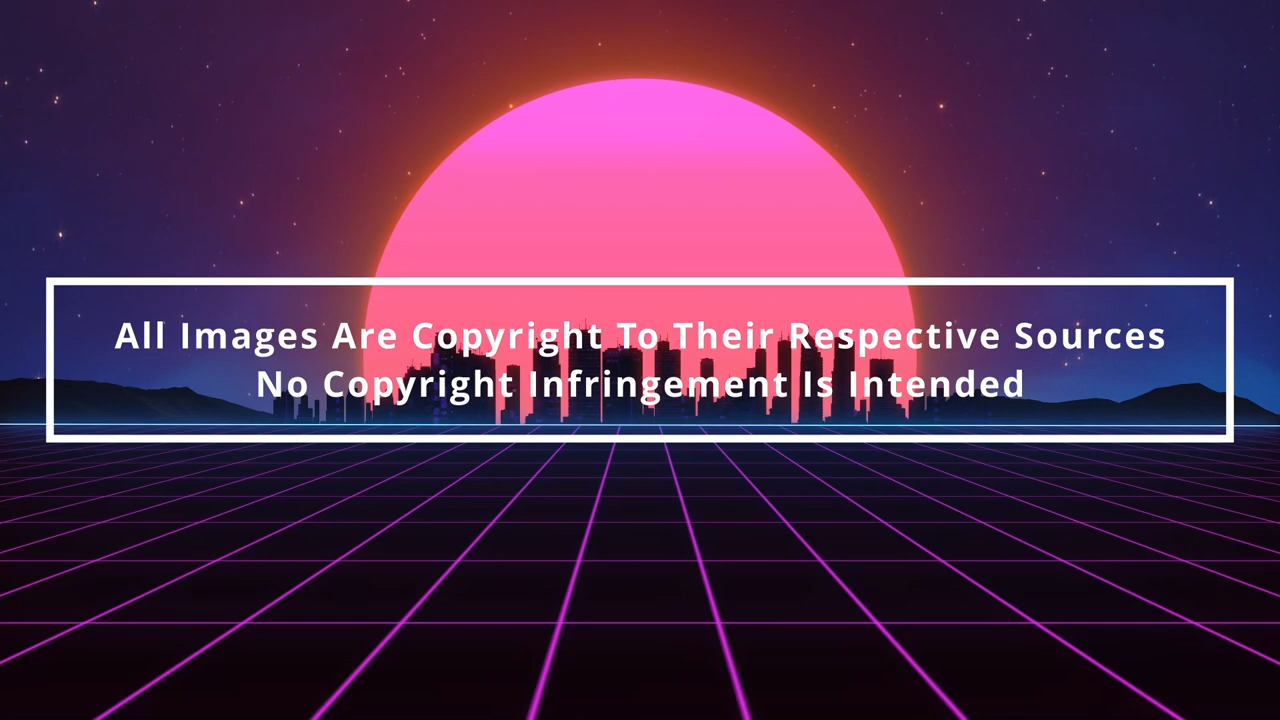 All Images Are Copyright To Their Respective Sources
No Copyright Infringement Is Intended